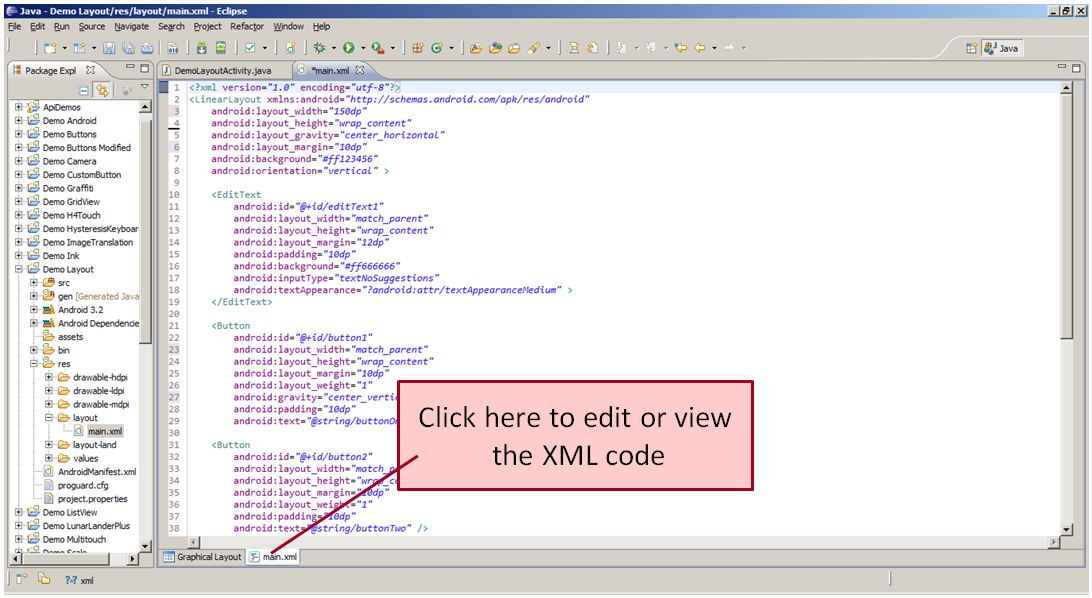 Java - Demo Layout/res/layout/main.xml - Eclipse
File Edit Run Source Navigate Search Project Refactor Window Help
Java
Package Expl
DemoLayoutActivity.java
*main.xml
ApiDemos
Demo Android
Demo Buttons
Demo Buttons Modified
Demo Camera
Demo CustomButton
Demo Graffiti
Demo GridView
Demo H4Touch
Demo HysteresisKeyboar
Demo ImageTranslation
Demo Ink
Demo Layout
src
gen [Generated Java
Android 3.2
Android Dependencie
assets
bin
res
drawable-hdpi
drawable-ldpi
drawable-mdpi
layout
main.xml
layout-land
values
AndroidManifest.xml
proguard.cfg
project.properties
Demo ListView
Demo LunarLanderPlus
Demo Multitouch
Demo Scale
1 <?xml version="1.0" encoding="utf-8"?>
2 <LinearLayout xmlns:android="http://schemas.android.com/apk/res/android"
3 android:layout_width="150dp"
4 android:layout_height="wrap_content"
5 android:layout_gravity="center_horizontal"
6 android:layout_margin="10dp"
7 android:background="#ff123456"
8 android:orientation="vertical" >
9
10 <EditText
11 android:id="@+id/editText1"
12 android:layout_width="match_parent"
13 android:layout_height="wrap_content"
14 android:layout_margin="12dp"
15 android:padding="10dp"
16 android:background="#ff666666"
17 android:inputType="textNoSuggestions"
18 android:textAppearance="?android:attr/textAppearanceMedium" >
19 </EditText>
20
21 <Button
22 android:id="@+id/button1"
23 android:layout_width="match_parent"
24 android:layout_height="wrap_content"
25 android:layout_margin="10dp"
26 android:layout_weight="1"
27 android:gravity="center_vertic
28 android:padding="10dp"
29 android:text="@string/buttonOn
30
31 <Button
32 android:id="@+id/button2"
33 android:layout_width="match_p
34 android:layout_height="wrap_co
35 android:layout_margin="10dp"
36 android:layout_weight="1"
37 android:padding="10dp"
38 android:text="@string/buttonTwo" />
Click here to edit or view
the XML code
Graphical Layout
main.xml
xml